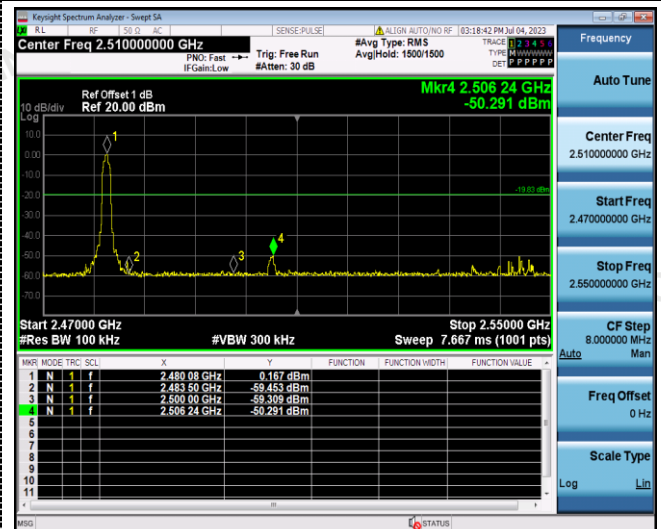 Keysight Spectrum Analyzer - Swept SA
RL RF 50 Ω AC SENSE:PULSE ALIGN AUTO/NO RF 03:18:42 PM Jul 04, 2023
Center Freq 2.510000000 GHz #Avg Type: RMS TRACE 1 2 3 4 5 6
PNO: Fast Trig: Free Run Avg|Hold: 1500/1500 TYPE M W W W W W
IFGain:Low #Atten: 30 dB DET P P P P P P
Frequency
Auto Tune
Center Freq
2.510000000 GHz
Start Freq
2.470000000 GHz
Stop Freq
2.550000000 GHz
CF Step
8.000000 MHz
Auto Man
Freq Offset
0 Hz
Scale Type
Log Lin
Ref Offset 1 dB Mkr4 2.506 24 GHz
10 dB/div Ref 20.00 dBm -50.291 dBm
Log
10.0
0.00
-10.0
-20.0
-30.0
-40.0
-50.0
-60.0
-70.0
1
2
3
4
-19.83 dBm
Start 2.47000 GHz Stop 2.55000 GHz
#Res BW 100 kHz #VBW 300 kHz Sweep 7.667 ms (1001 pts)
MKR MODE TRC SCL X Y FUNCTION FUNCTION WIDTH FUNCTION VALUE
1 N 1 f 2.480 08 GHz 0.167 dBm
2 N 1 f 2.483 50 GHz -59.453 dBm
3 N 1 f 2.500 00 GHz -59.309 dBm
4 N 1 f 2.506 24 GHz -50.291 dBm
5
6
7
8
9
10
11
MSG STATUS